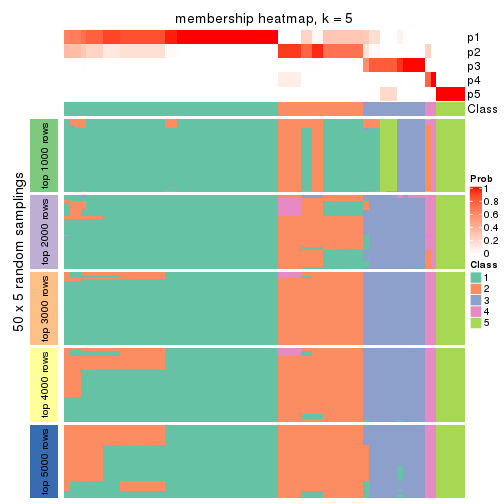 membership heatmap, k = 5
p1
p2
p3
p4
p5
Class
50 x 5 random samplings
top 1000 rows
top 2000 rows
top 3000 rows
top 4000 rows
top 5000 rows
Prob
1
0.8
0.6
0.4
0.2
0
Class
1
2
3
4
5